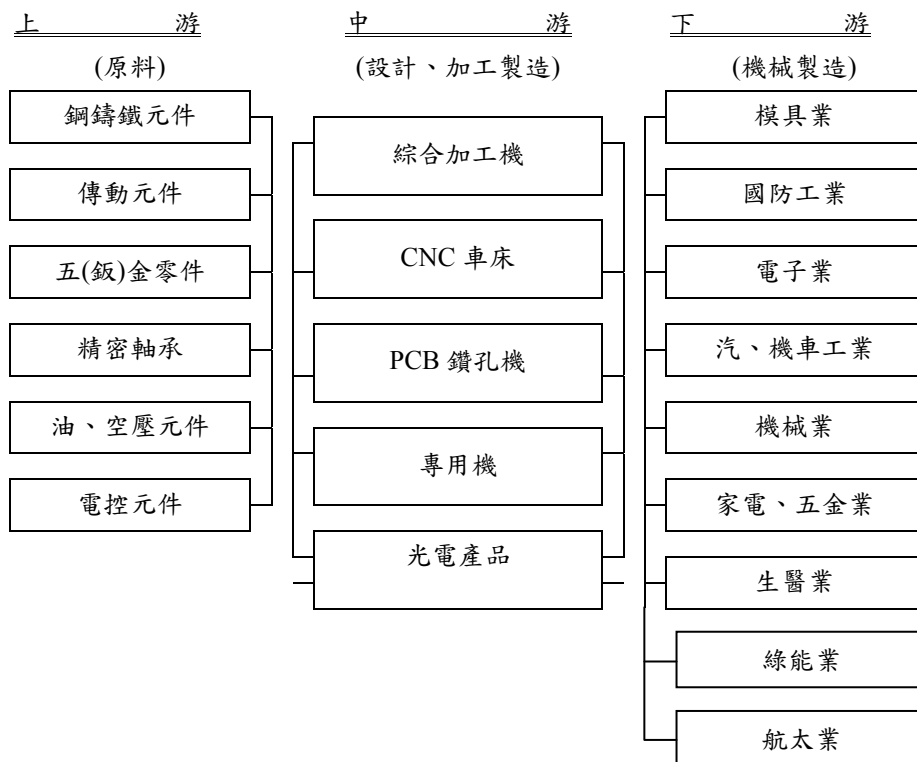 上 游
(原料)
鋼鑄鐵元件
傳動元件
五(鈑)金零件
精密軸承
油、空壓元件
電控元件
中 游
(設計、加工製造)
綜合加工機
CNC 車床
PCB 鑽孔機
專用機
光電產品
下 游
(機械製造)
模具業
國防工業
電子業
汽、機車工業
機械業
家電、五金業
生醫業
綠能業
航太業